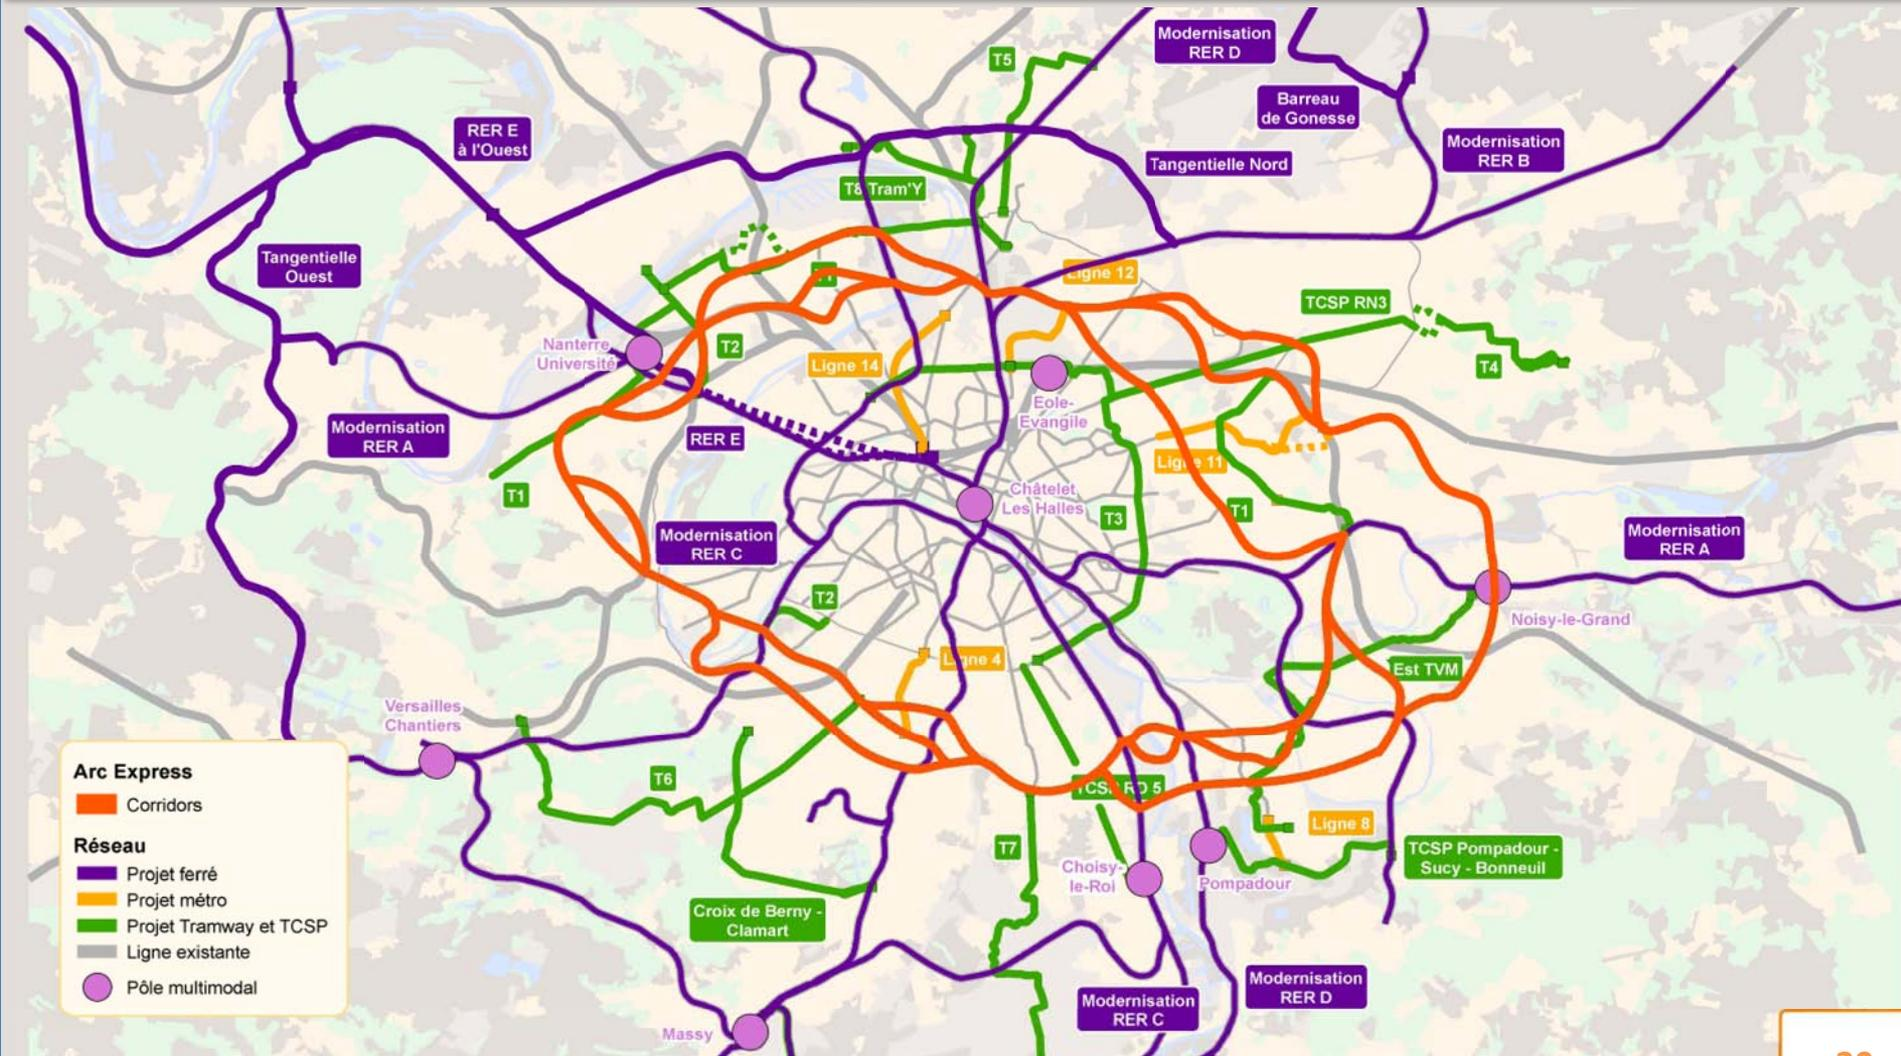 T5
Modernisation
RER D
Barreau
de Gonesse
RER E
à l'Ouest
Modernisation
RER B
Tangentielle Nord
T8 Tram'Y
Tangentielle
Ouest
Ligne 12
T1
TCSP RN3
Nanterre
Université
T2
Ligne 14
T4
Eole-
Evangile
Modernisation
RER A
RER E
Ligne 11
T1
Châtelet
Les Halles
T3
T1
Modernisation
RER C
Modernisation
RER A
T2
Noisy-le-Grand
Ligne 4
Est TVM
Versailles
Chantiers
T6
TCSP RD 5
Ligne 8
T7
TCSP Pompadour -
Sucy - Bonneuil
Choisy-
le-Roi
Pompadour
Croix de Berny -
Clamart
Modernisation
RER D
Modernisation
RER C
Massy
Arc Express
Corridors
Réseau
Projet ferré
Projet métro
Projet Tramway et TCSP
Ligne existante
Pôle multimodal